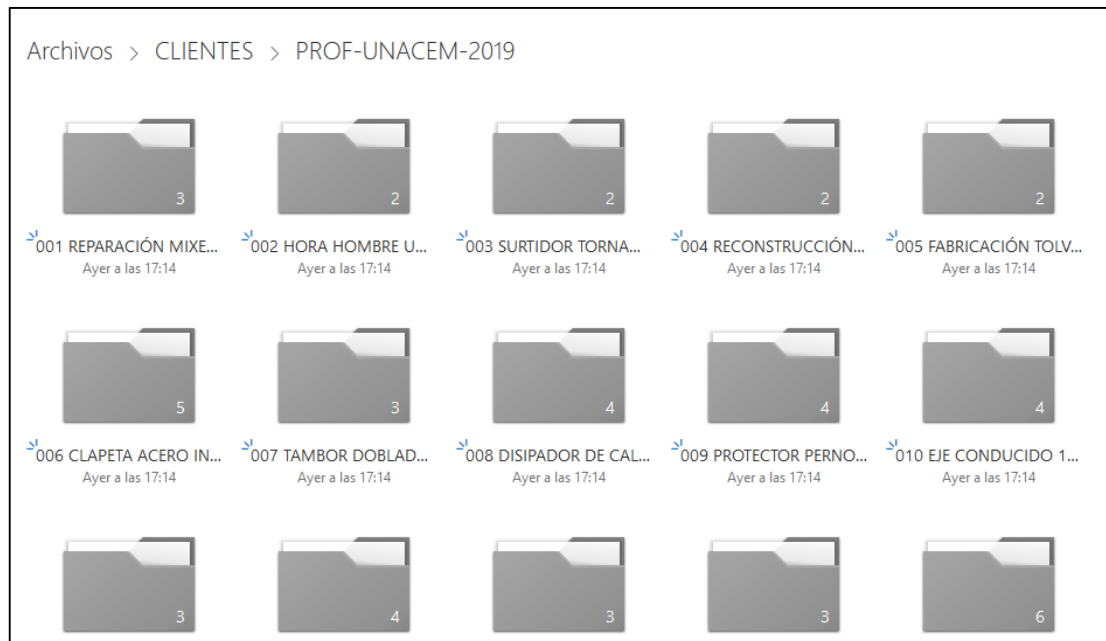 Archivos > CLIENTES > PROF-UNACEM-2019
3 2 2 2 2
001 REPARACIÓN MIXE... 002 HORA HOMBRE U... 003 SURTIDOR TORNA... 004 RECONSTRUCCIÓN... 005 FABRICACIÓN TOLV...
Ayer a las 17:14 Ayer a las 17:14 Ayer a las 17:14 Ayer a las 17:14 Ayer a las 17:14
5 3 4 4 4
006 CLAPETA ACERO IN... 007 TAMBOR DOBLAD... 008 DISIPADOR DE CAL... 009 PROTECTOR PERNO... 010 EJE CONDUCIDO 1...
Ayer a las 17:14 Ayer a las 17:14 Ayer a las 17:14 Ayer a las 17:14 Ayer a las 17:14
3 4 3 3 6